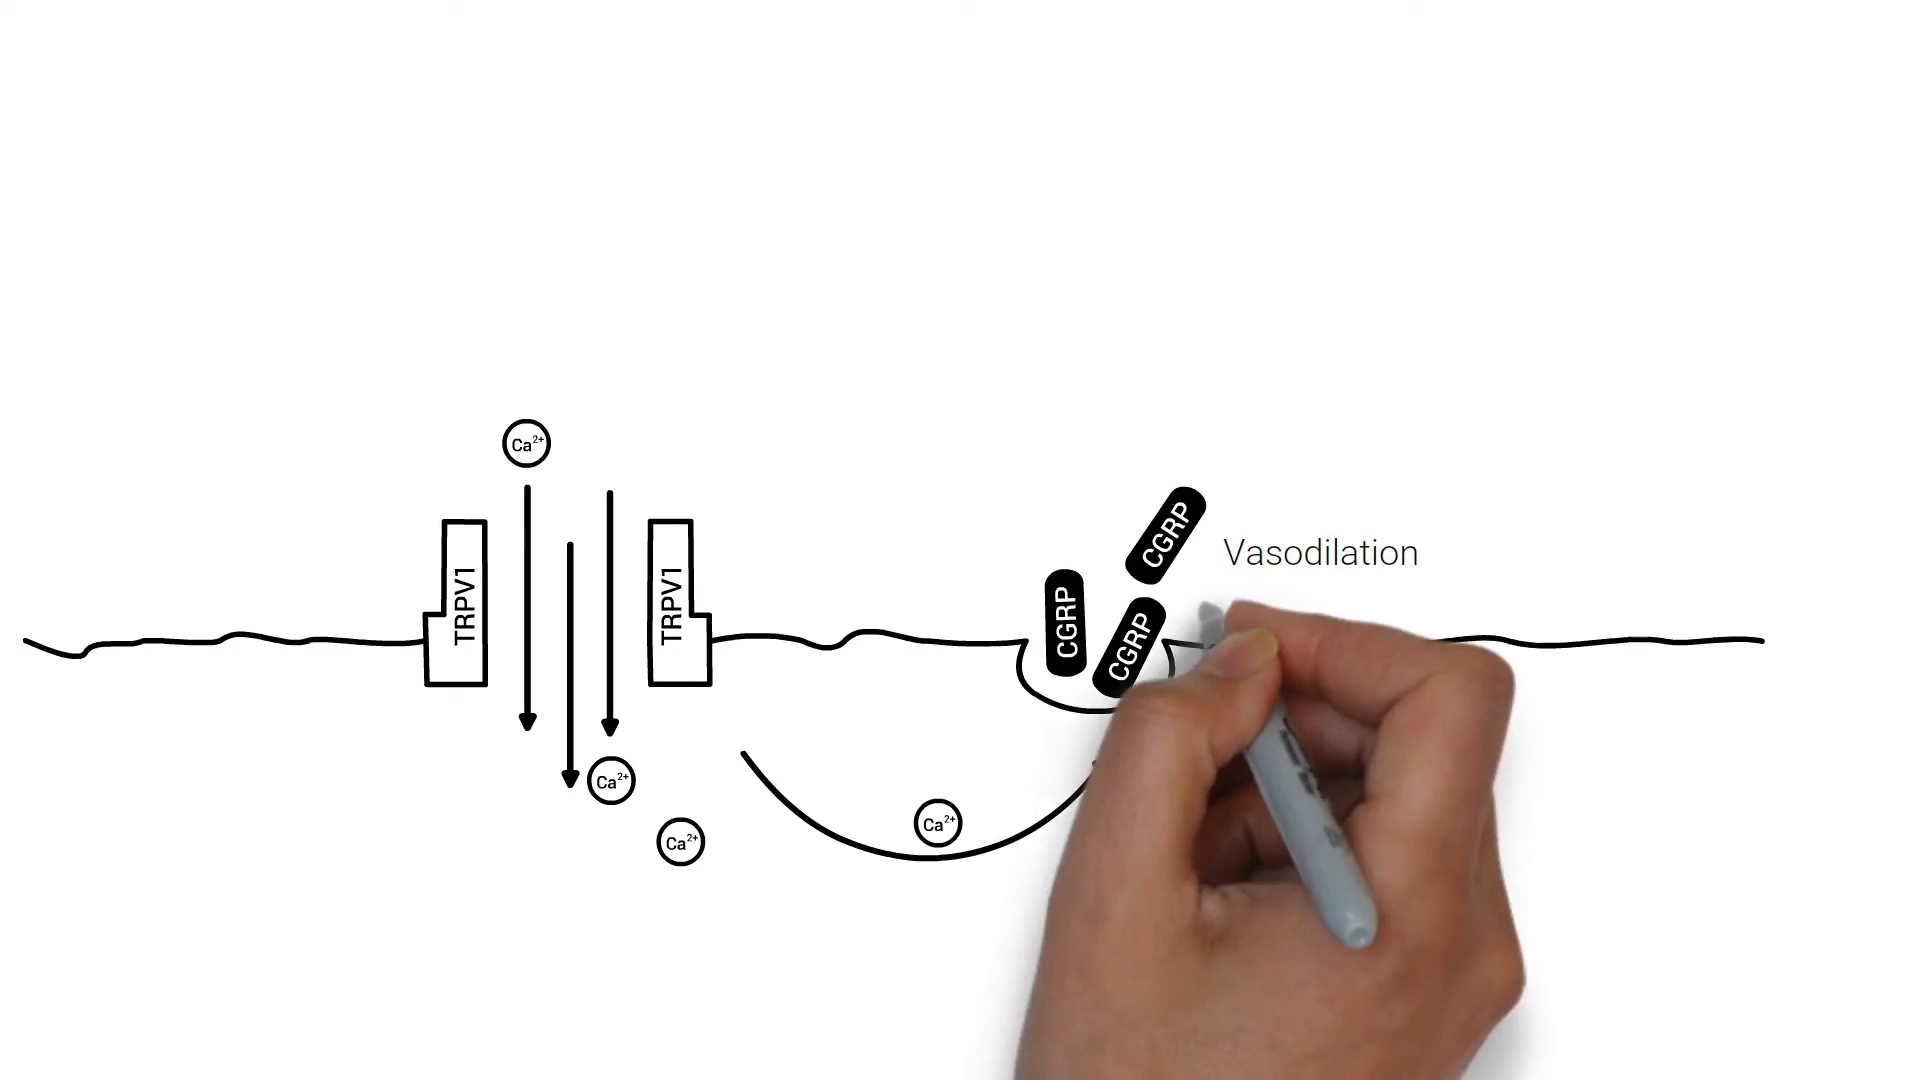 Ca²⁺
TRPV1
TRPV1
CGRP
Vasodilation
CGRP
CGRP
Ca²⁺
Ca²⁺
Ca²⁺